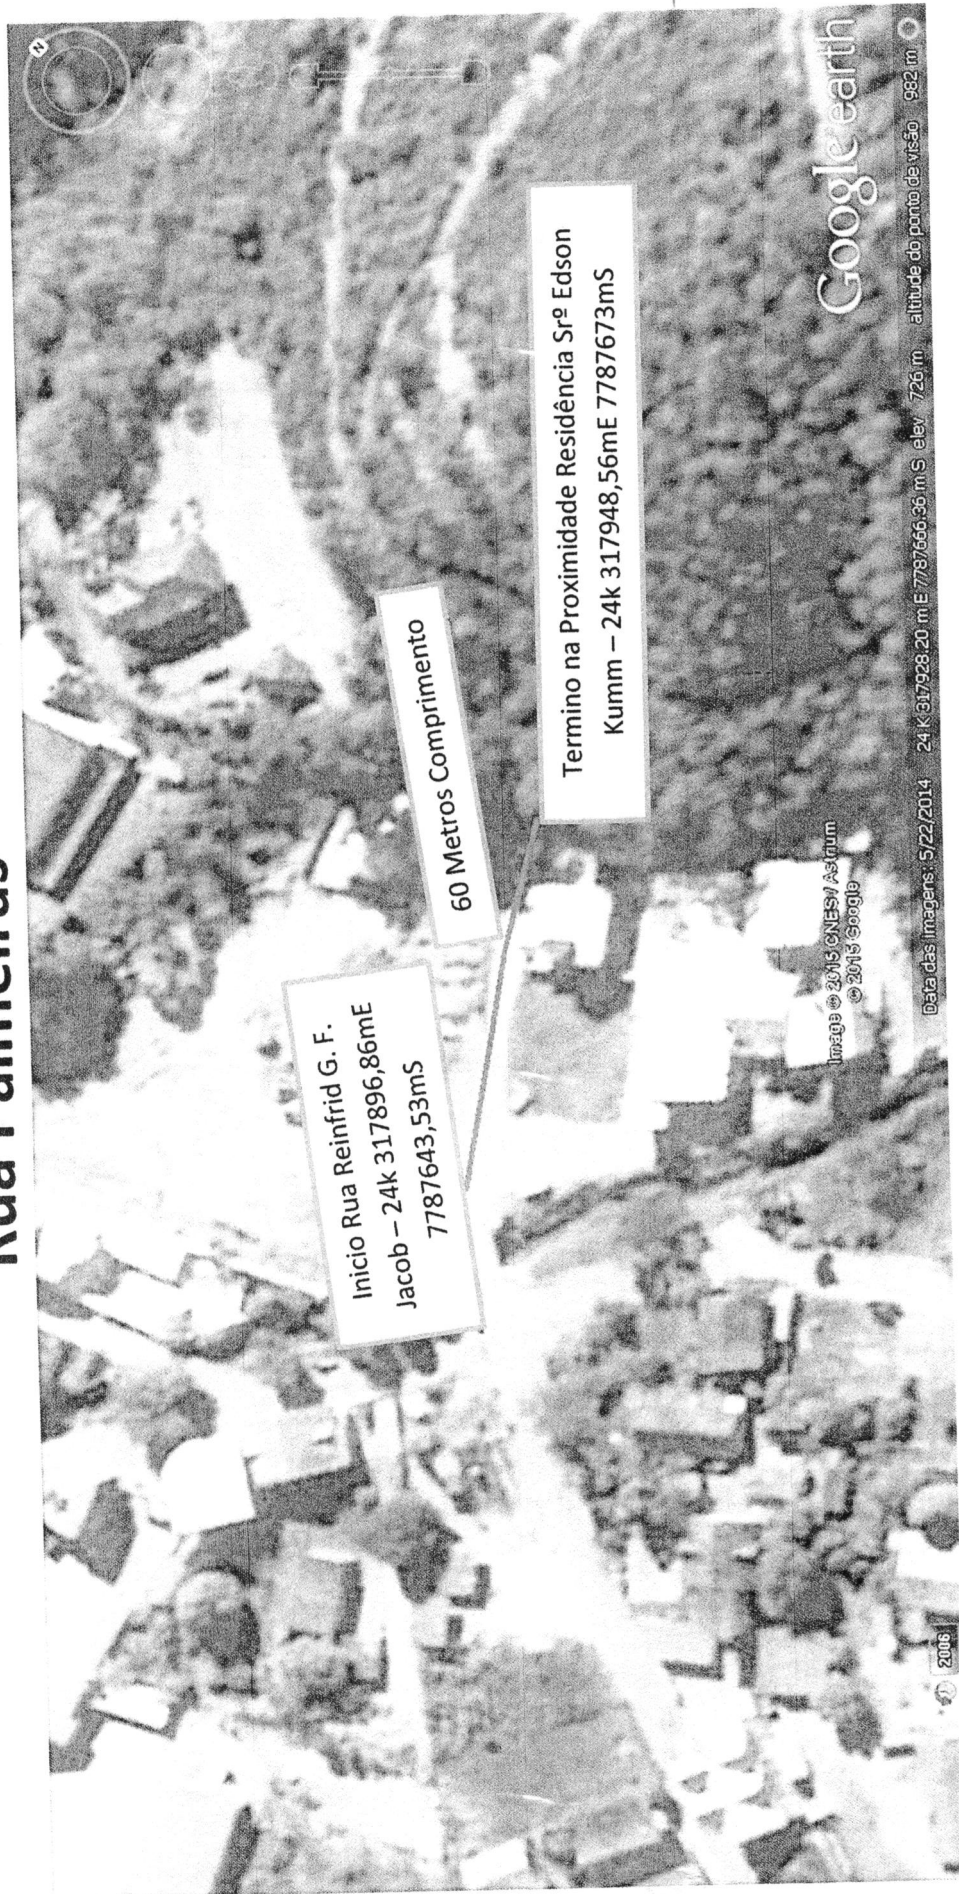 Rua Palmeiras
Inicio Rua Reinfrid G. F.
Jacob – 24k 317896,86mE
7787643,53mS
60 Metros Comprimento
Termino na Proximidade Residência Srº Edson
Kumm – 24k 317948,56mE 7787673mS
N
Image © 2015 CNES / Astrium
© 2015 Google
Google earth
2006
Data das imagens: 5/22/2014 24 K 317928.20 m E 7787666.36 m S elev 726 m altitude do ponto de visão 982 m